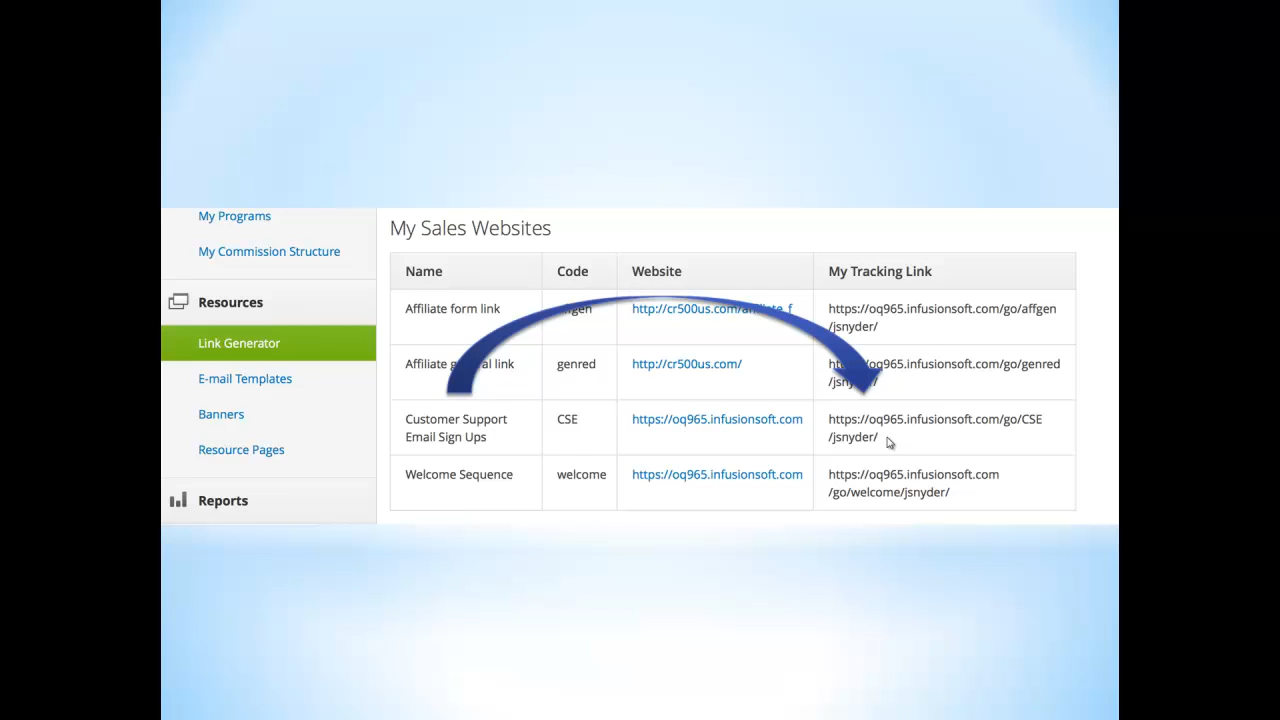 My Programs
My Commission Structure
Resources
Link Generator
E-mail Templates
Banners
Resource Pages
Reports
My Sales Websites
Name Code Website My Tracking Link
Affiliate form link http://cr500us.com/affiliate_f https://oq965.infusionsoft.com/go/affgen
/jsnyder/
Affiliate link genred http://cr500us.com/ https://oq965.infusionsoft.com/go/genred
Customer Support CSE https://oq965.infusionsoft.com https://oq965.infusionsoft.com/go/CSE
Email Sign Ups /jsnyder/
Welcome Sequence welcome https://oq965.infusionsoft.com https://oq965.infusionsoft.com
/go/welcome/jsnyder/